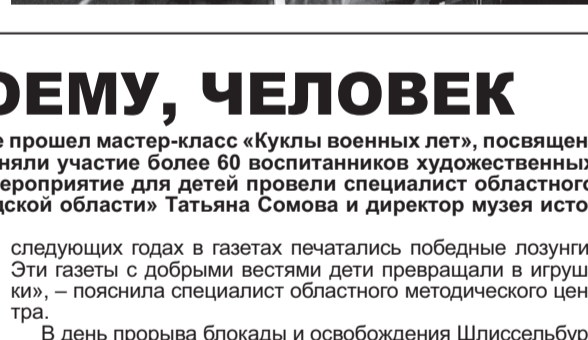 ОЕМУ, ЧЕЛОВЕК
е прошел мастер-класс «Куклы военных лет», посвящен
няли участие более 60 воспитанников художественных
ероприятие для детей провели специалист областного
дской области» Татьяна Сомова и директор музея исто
следующих годах в газетах печатались победные лозунги
Эти газеты с добрыми вестями дети превращали в игруш
ки», – пояснила специалист областного методического цен
тра.
В день прорыва блокады и освобождения Шлиссельбур